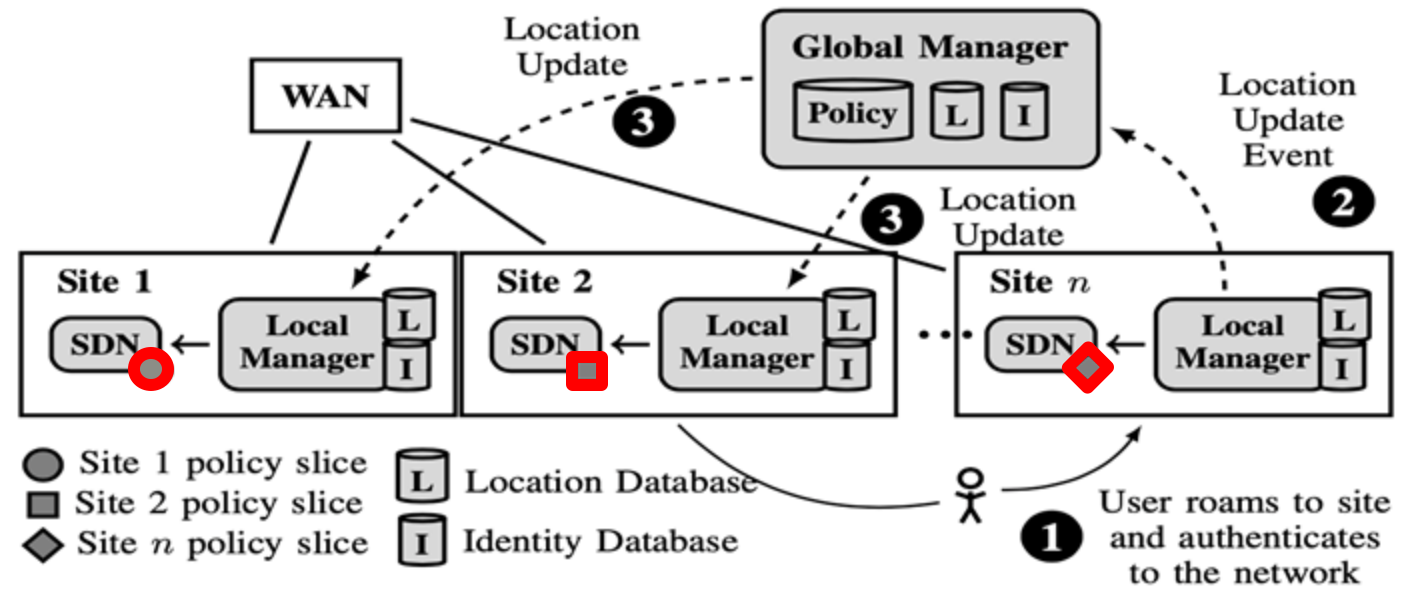 Location
Update
WAN
3
Global Manager
Policy
L
I
Location
Update
Event
2
3
Location
Update
Site 1
SDN
Local
Manager
L
I
Site 2
SDN
Local
Manager
L
I
Site n
SDN
Local
Manager
L
I
Site 1 policy slice
Site 2 policy slice
Site n policy slice
L
Location Database
I
Identity Database
1
User roams to site
and authenticates
to the network